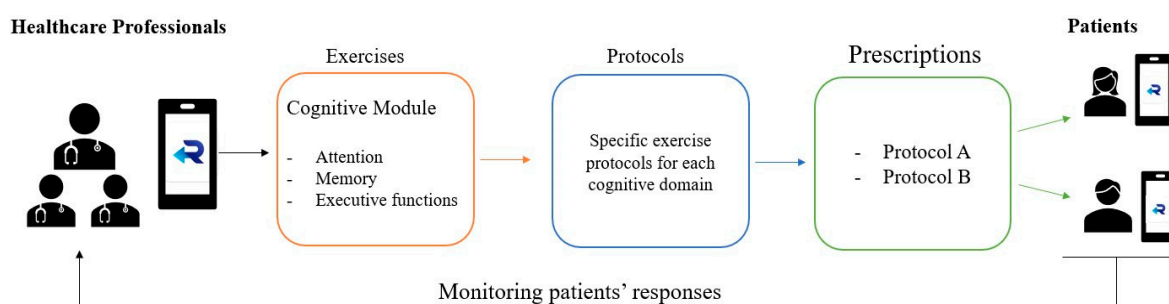 Healthcare Professionals
Patients
Exercises
Protocols
Prescriptions
Cognitive Module
- Attention
- Memory
- Executive functions
Specific exercise
protocols for each
cognitive domain
- Protocol A
- Protocol B
R
R
R
Monitoring patients’ responses